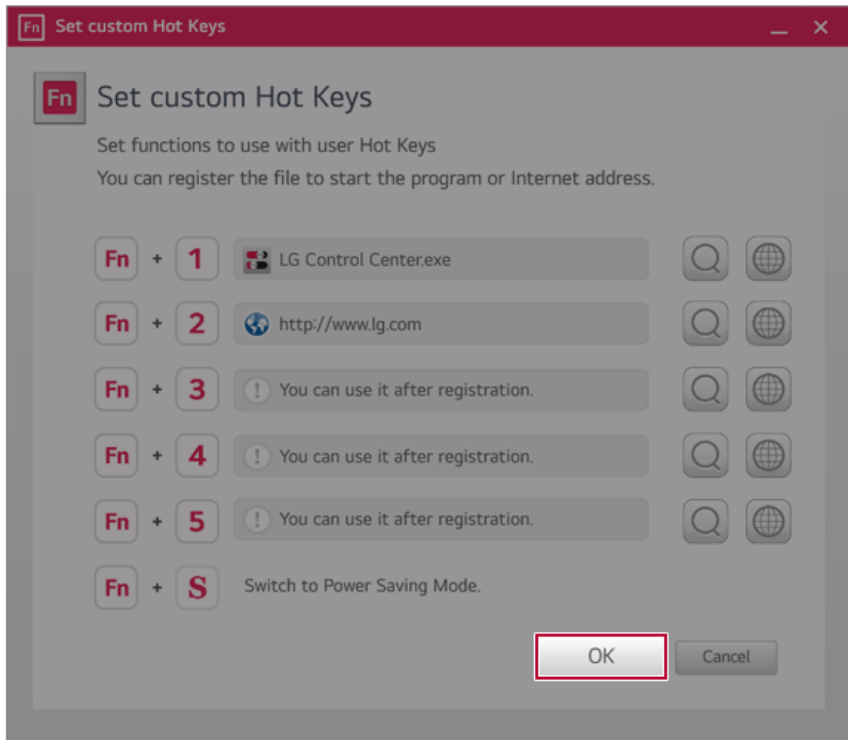 Fn Set custom Hot Keys
Fn Set custom Hot Keys
Set functions to use with user Hot Keys
You can register the file to start the program or Internet address.
Fn + 1 LG Control Center.exe
Fn + 2 http://www.lg.com
Fn + 3 ! You can use it after registration.
Fn + 4 ! You can use it after registration.
Fn + 5 ! You can use it after registration.
Fn + S Switch to Power Saving Mode.
OK Cancel